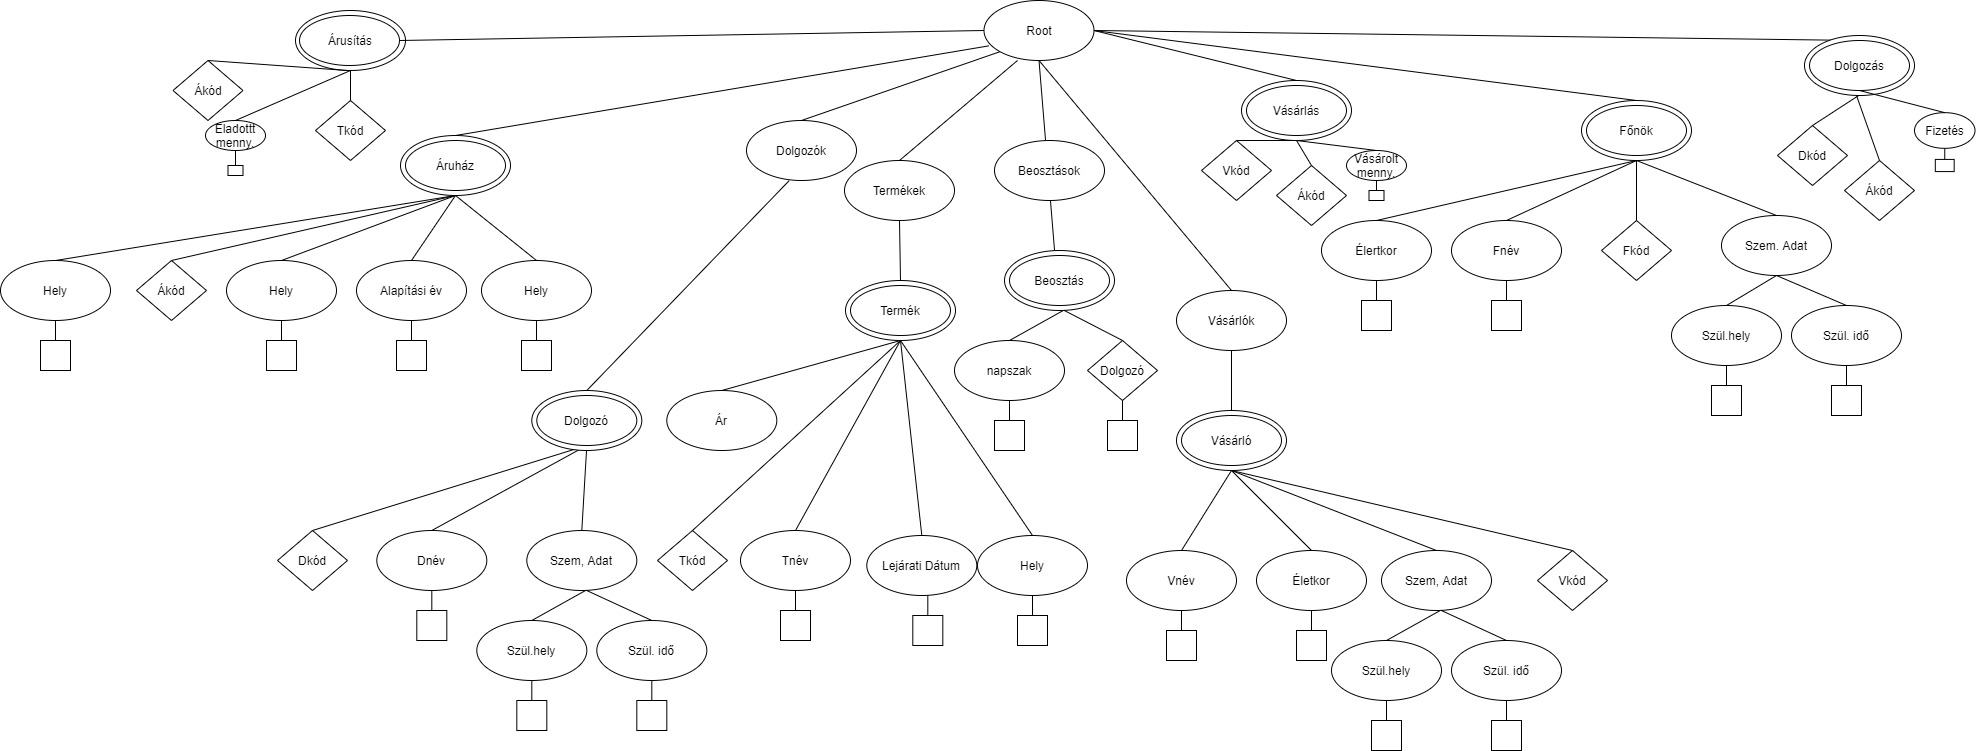 Root
Árusítás
Ákód
Eladottt
menny.
Tkód
Áruház
Hely
Ákód
Hely
Alapítási év
Hely
Dolgozók
Dolgozó
Dkód
Dnév
Szem, Adat
Szül.hely
Szül. idő
Termékek
Termék
Ár
Tkód
Tnév
Lejárati Dátum
Hely
Beosztások
Beosztás
napszak
Dolgozó
Vásárlók
Vásárló
Vnév
Életkor
Szem, Adat
Szül.hely
Szül. idő
Vkód
Vásárlás
Vkód
Ákód
Vásárolt
menny.
Főnök
Élertkor
Fnév
Fkód
Szem. Adat
Szül.hely
Szül. idő
Dolgozás
Dkód
Ákód
Fizetés